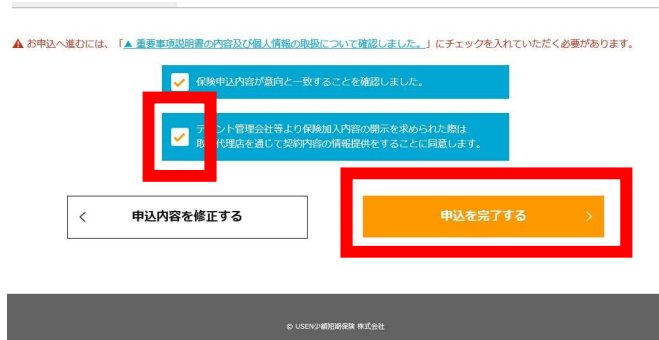 ▲ お申込へ進むには、「▲ 重要事項説明書の内容及び個人情報の取扱について確認しました。」にチェックを入れていただく必要があります。
保険申込内容が意向と一致することを確認しました。
ント管理会社等より保険加入内容の開示を求められた際は
代理店を通じて契約内容の情報提供をすることに同意します。
< 申込内容を修正する
申込を完了する >
© USEN少額短期保険 株式会社